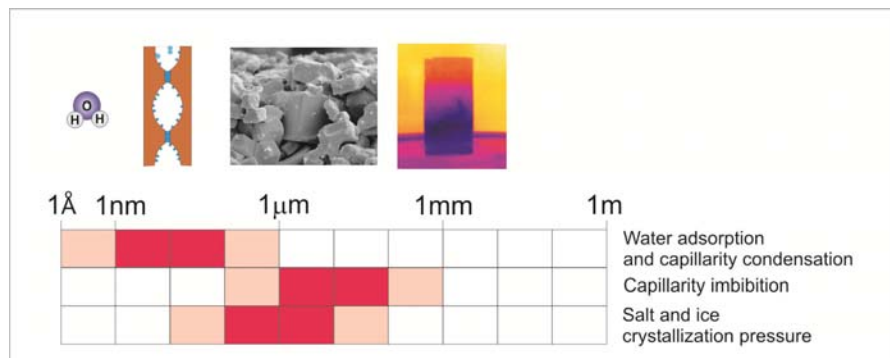 O
H H
1Å 1nm 1μm 1mm 1m
Water adsorption
and capillarity condensation
Capillarity imbibition
Salt and ice
crystallization pressure